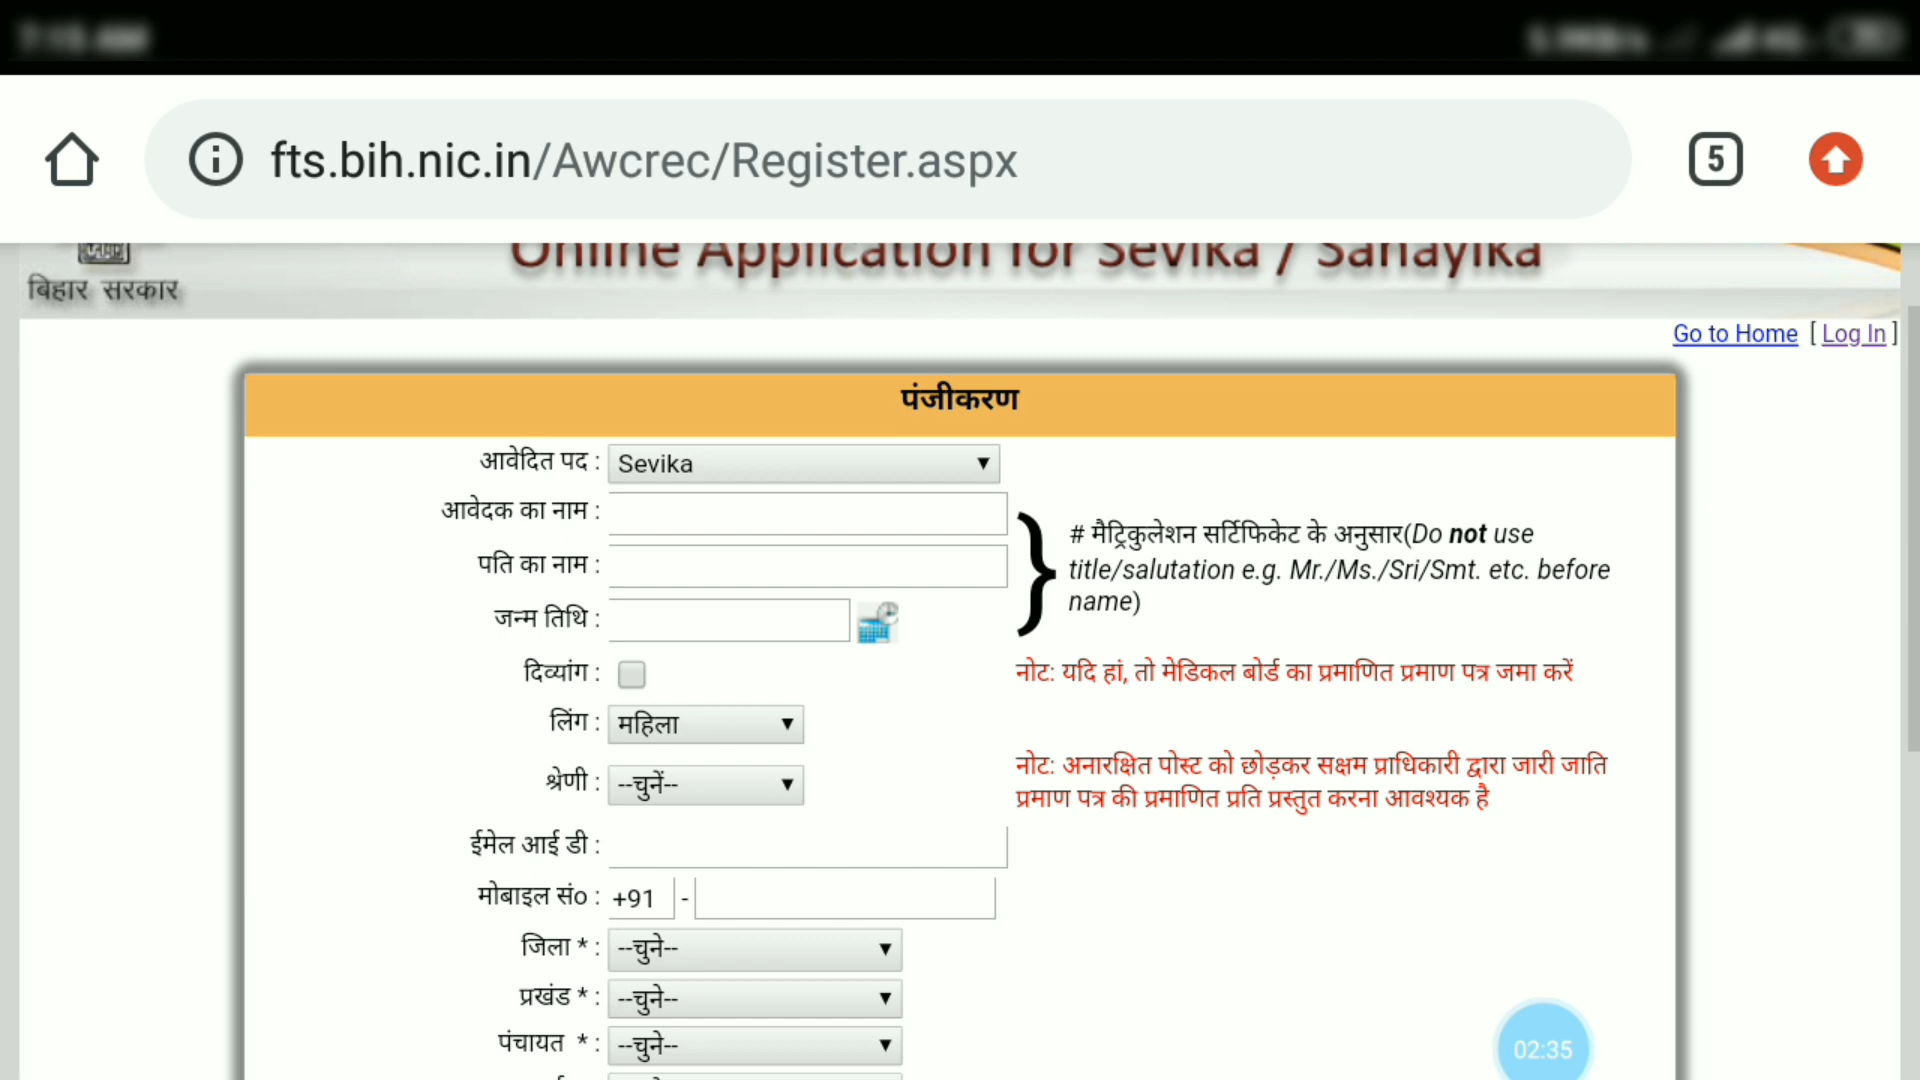 fts.bih.nic.in/Awcrec/Register.aspx
5
Online Application for Sevika / Sahayika
बिहार सरकार
Go to Home [ Log In ]
पंजीकरण
आवेदित पद : Sevika
आवेदक का नाम :
पति का नाम :
# मैट्रिकुलेशन सर्टिफिकेट के अनुसार(Do not use
title/salutation e.g. Mr./Ms./Sri/Smt. etc. before
name)
जन्म तिथि :
दिव्यांग :
नोट: यदि हां, तो मेडिकल बोर्ड का प्रमाणित प्रमाण पत्र जमा करें
लिंग : महिला
श्रेणी : --चुनें--
नोट: अनारक्षित पोस्ट को छोड़कर सक्षम प्राधिकारी द्वारा जारी जाति
प्रमाण पत्र की प्रमाणित प्रति प्रस्तुत करना आवश्यक है
ईमेल आई डी :
मोबाइल सं० : +91 -
जिला * : --चुने--
प्रखंड * : --चुने--
पंचायत * : --चुने--
02:35